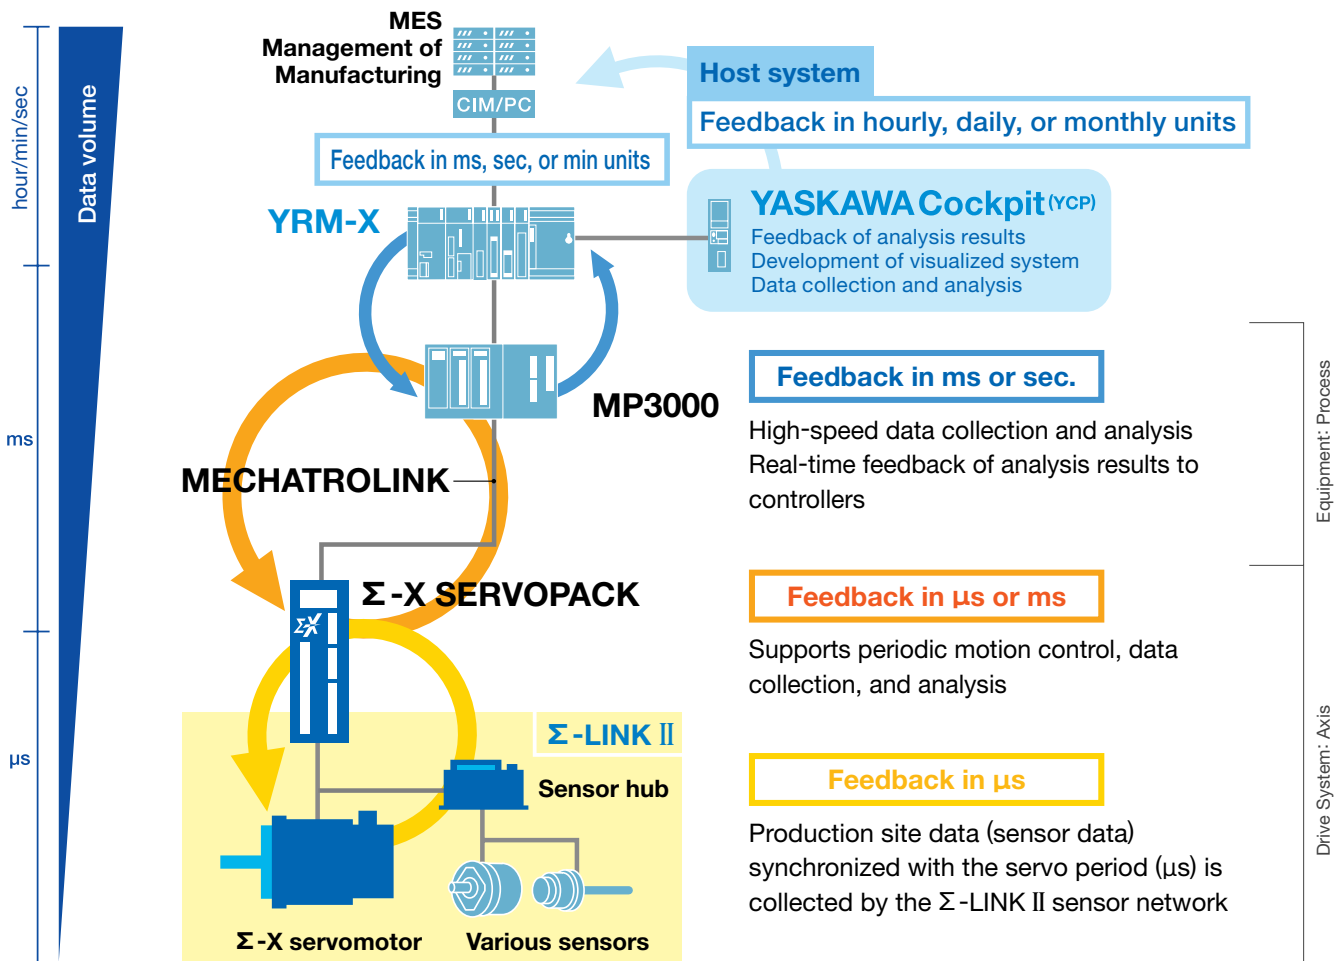 MES
Management of
Manufacturing
CIM/PC
Host system
Feedback in hourly, daily, or monthly units
Feedback in ms, sec, or min units
YRM-X
YASKAWA Cockpit (YCP)
Feedback of analysis results
Development of visualized system
Data collection and analysis
hour/min/sec
Data volume
ms
μs
MP3000
MECHATROLINK
Feedback in ms or sec.
High-speed data collection and analysis
Real-time feedback of analysis results to
controllers
Equipment: Process
Σ-X SERVOPACK
Σ-X
Feedback in μs or ms
Supports periodic motion control, data
collection, and analysis
Σ-LINK Ⅱ
Sensor hub
Σ-X servomotor
Various sensors
Feedback in μs
Production site data (sensor data)
synchronized with the servo period (μs) is
collected by the Σ-LINK Ⅱ sensor network
Drive System: Axis